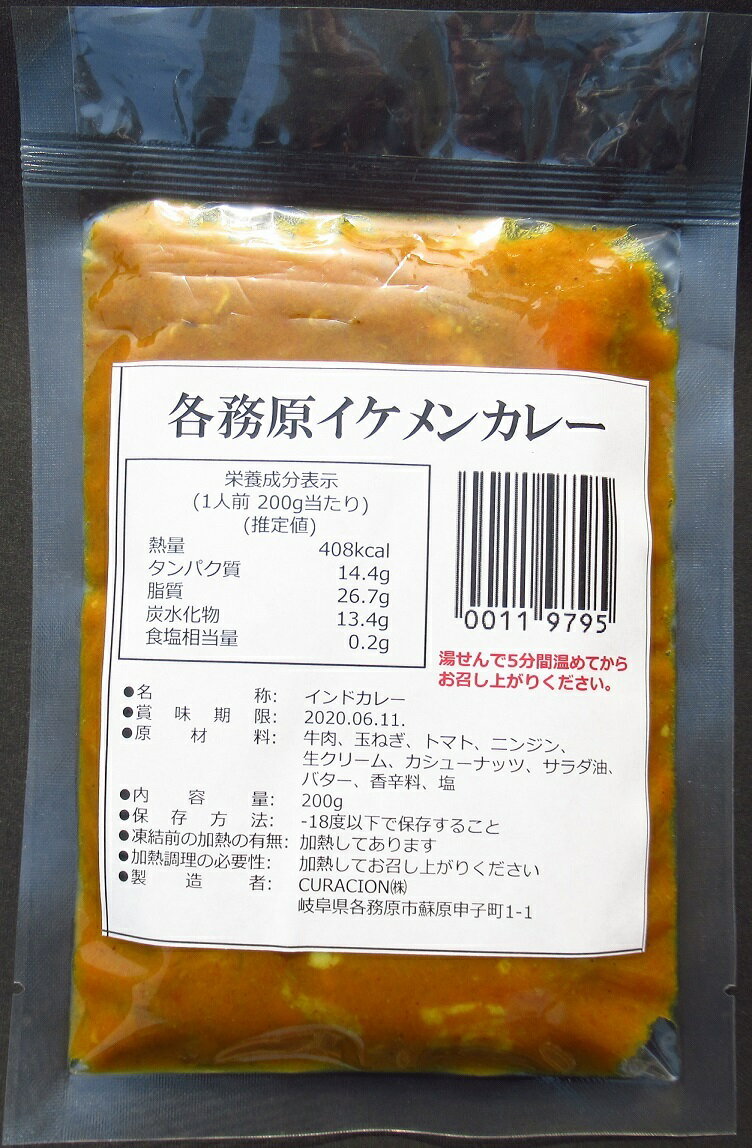 各務原イケメンカレー
栄養成分表示
(1人前 200g当たり)
(推定値)
熱量 408kcal
タンパク質 14.4g
脂質 26.7g
炭水化物 13.4g
食塩相当量 0.2g
0011 9795
湯せんで5分間温めてから
お召し上がりください。
●名称: インドカレー
●賞味期限: 2020.06.11.
●原材料: 牛肉、玉ねぎ、トマト、ニンジン、
生クリーム、カシューナッツ、サラダ油、
バター、香辛料、塩
●内容量: 200g
●保存方法: -18度以下で保存すること
●凍結前の加熱の有無: 加熱してあります
●加熱調理の必要性: 加熱してお召し上がりください
●製造者: CURACION㈱
岐阜県各務原市蘇原申子町1-1